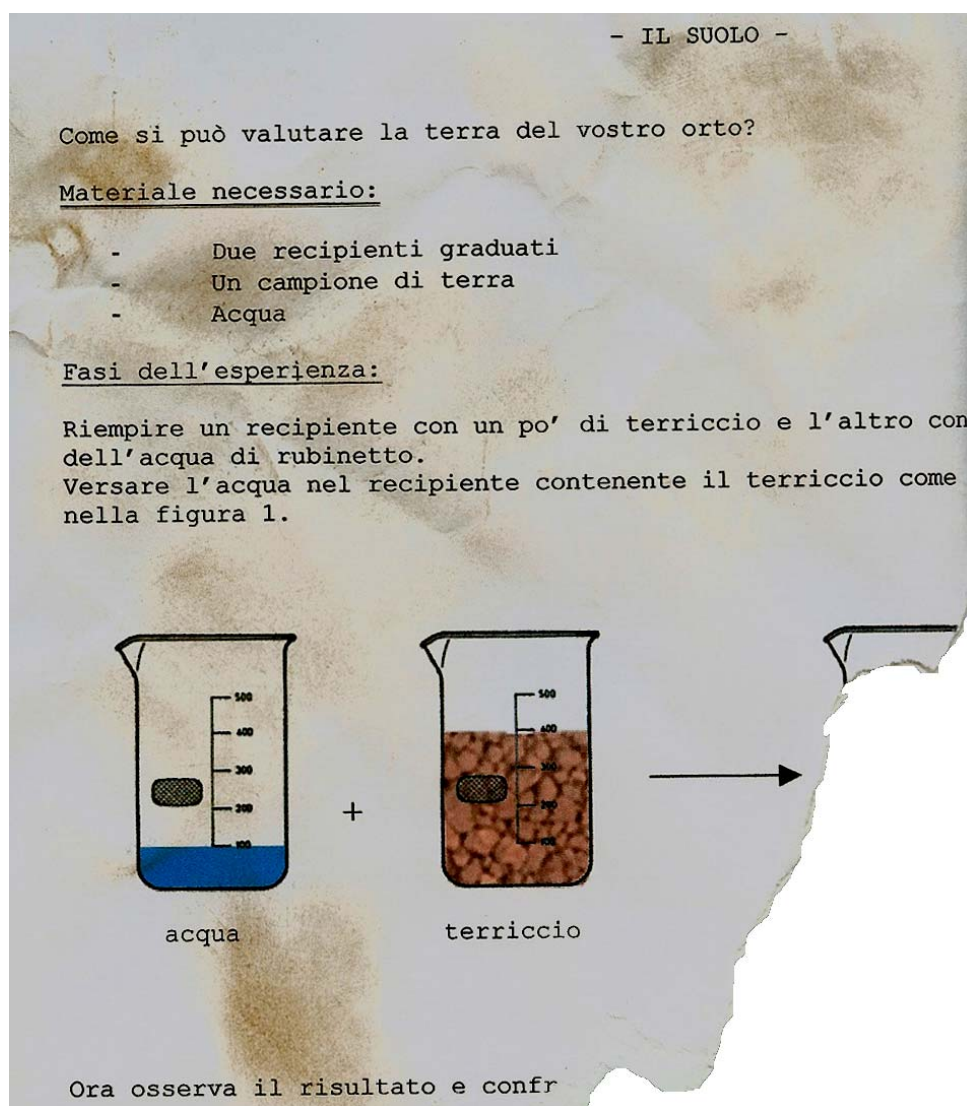 - IL SUOLO -
Come si può valutare la terra del vostro orto?
Materiale necessario:
- Due recipienti graduati
- Un campione di terra
- Acqua
Fasi dell'esperienza:
Riempire un recipiente con un po' di terriccio e l'altro con
dell'acqua di rubinetto.
Versare l'acqua nel recipiente contenente il terriccio come
nella figura 1.
500
400
300
200
100
+
500
400
300
200
100
acqua
terriccio
Ora osserva il risultato e confr